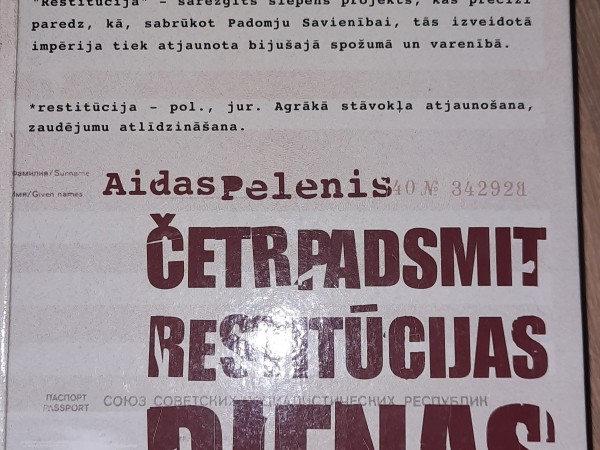 "Restitūcija" – sarežģīts slepens projekts, kas precīzi
paredz, kā, sabrūkot Padomju Savienībai, tās izveidotā
impērija tiek atjaunota bijušajā spožumā un varenībā.
*restitūcija – pol., jur. Agrākā stāvokļa atjaunošana,
zaudējumu atlīdzināšana.
Фамилия/Surname
Имя/Given names
Aidas Pelenis
40 № 342928
ČETRPADSMIT
RESTITŪCIJAS
ПАСПОРТ
PASSPORT
СОЮЗ СОВЕТСКИХ СОЦИАЛИСТИЧЕСКИХ РЕСПУБЛИК
DIENAS